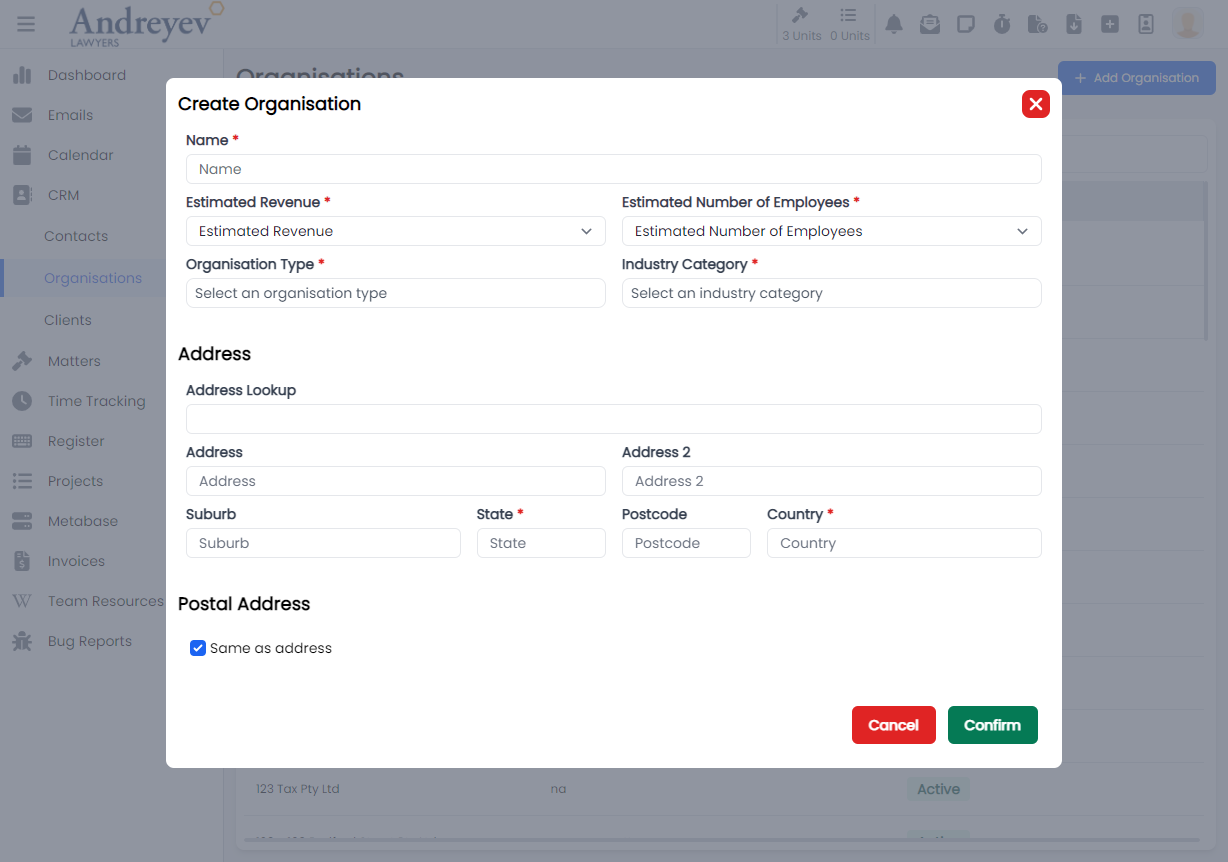 Andreyev
LAWYERS
3 Units 0 Units
Dashboard
Emails
Calendar
CRM
Contacts
Organisations
Clients
Matters
Time Tracking
Register
Projects
Metabase
Invoices
Team Resources
Bug Reports
Organisations
+ Add Organisation
Create Organisation
Name *
Name
Estimated Revenue * Estimated Number of Employees *
Estimated Revenue Estimated Number of Employees
Organisation Type * Industry Category *
Select an organisation type Select an industry category
Address
Address Lookup
Address Address 2
Address Address 2
Suburb State * Postcode Country *
Suburb State Postcode Country
Postal Address
Same as address
Cancel Confirm
123 Tax Pty Ltd na Active